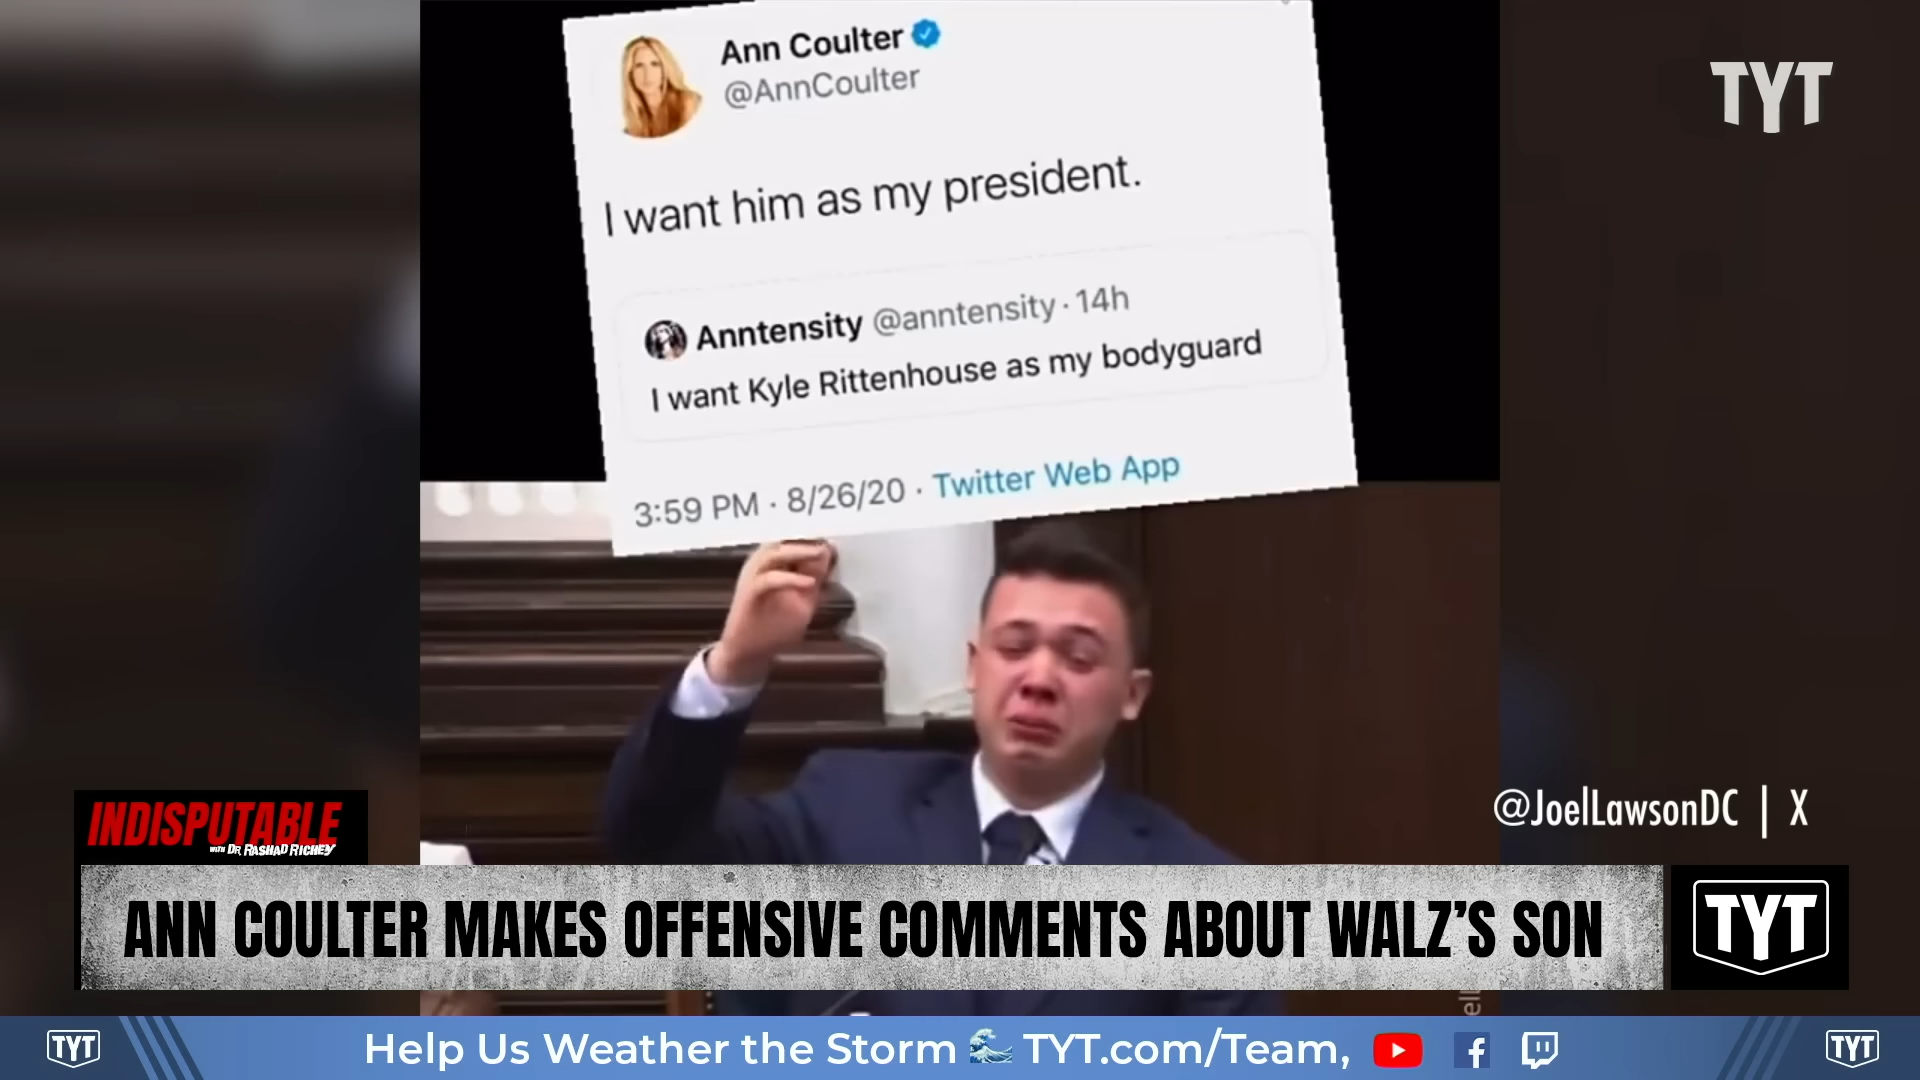 Ann Coulter
@AnnCoulter
TYT
I want him as my president.
Anntensity @anntensity · 14h
I want Kyle Rittenhouse as my bodyguard
3:59 PM · 8/26/20 · Twitter Web App
@JoelLawsonDC | X
INDISPUTABLE
WITH DR RASHAD RICHEY
ANN COULTER MAKES OFFENSIVE COMMENTS ABOUT WALZ'S SON
TYT
TYT
Help Us Weather the Storm 🌊 TYT.com/Team,
TYT